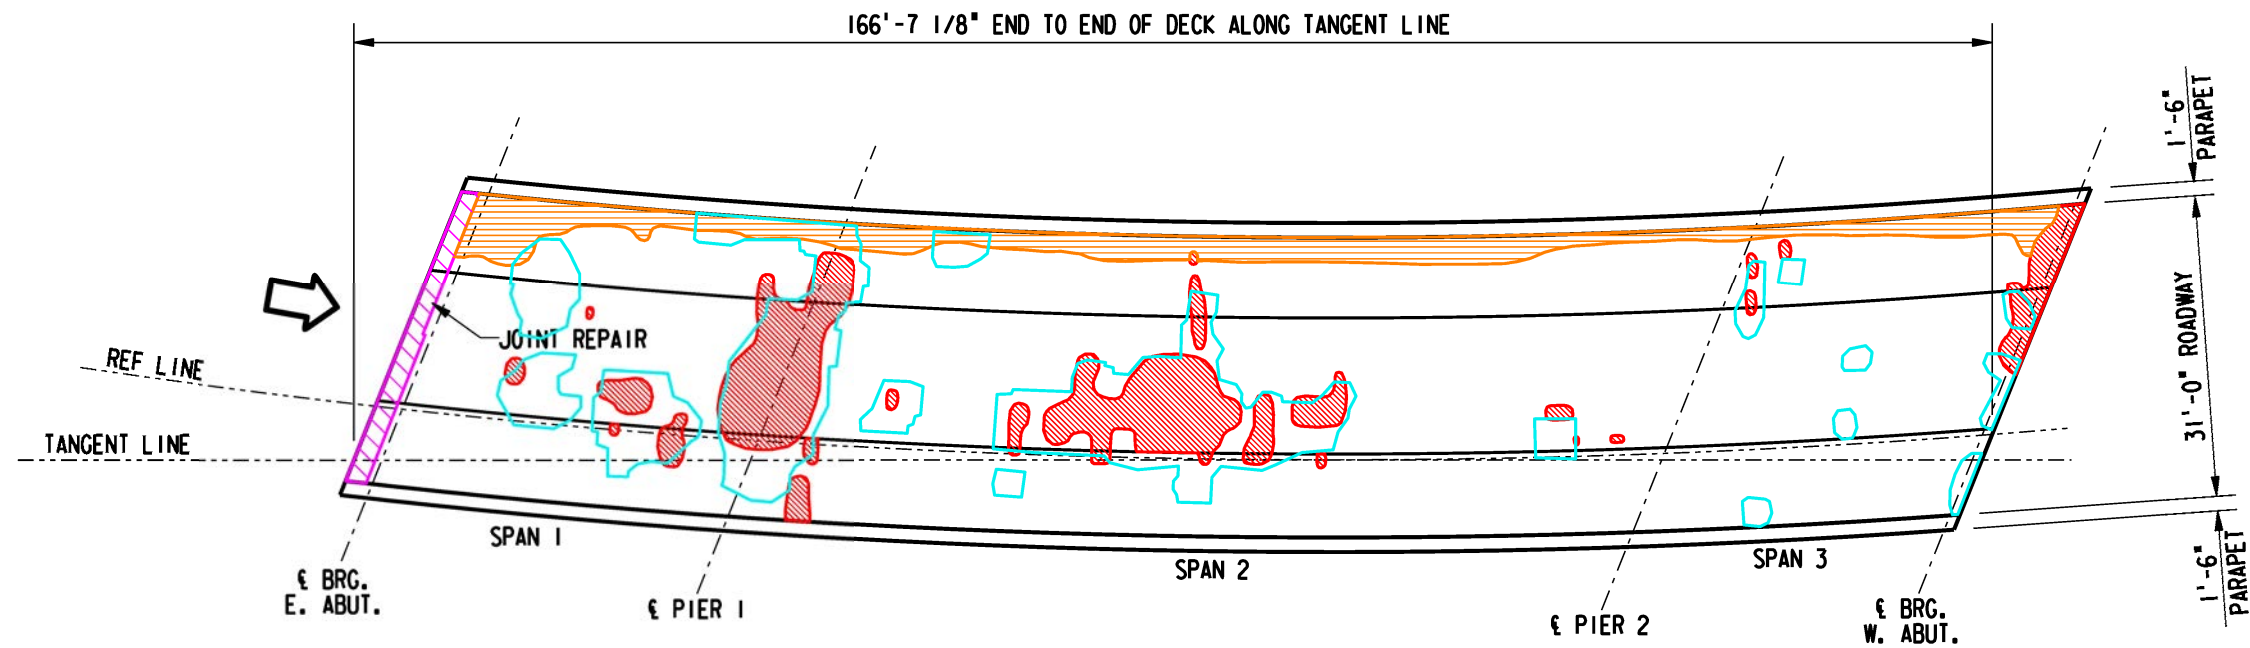 166'-7 1/8" END TO END OF DECK ALONG TANGENT LINE
1'-6"
PARAPET
JOINT REPAIR
REF LINE
TANGENT LINE
31'-0" ROADWAY
SPAN 1
SPAN 2
SPAN 3
℄ BRG.
E. ABUT.
℄ PIER 1
℄ PIER 2
℄ BRG.
W. ABUT.
1'-6"
PARAPET